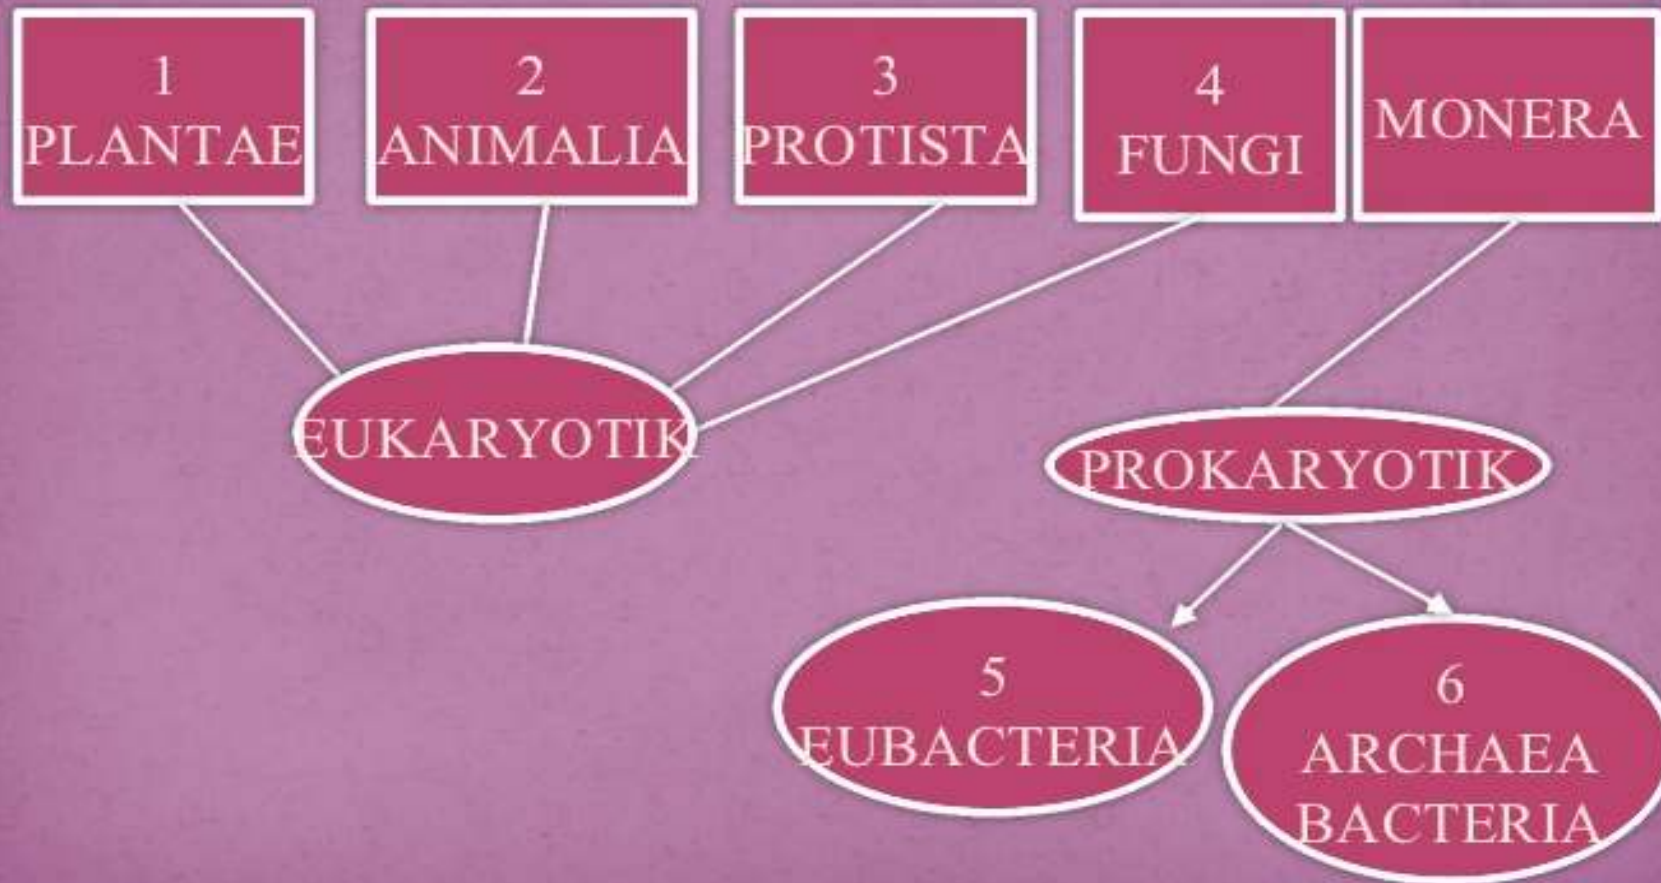 1
PLANTAE
2
ANIMALIA
3
PROTISTA
4
FUNGI
MONERA
EUKARYOTIK
PROKARYOTIK
5
EUBACTERIA
6
ARCHAEA
BACTERIA